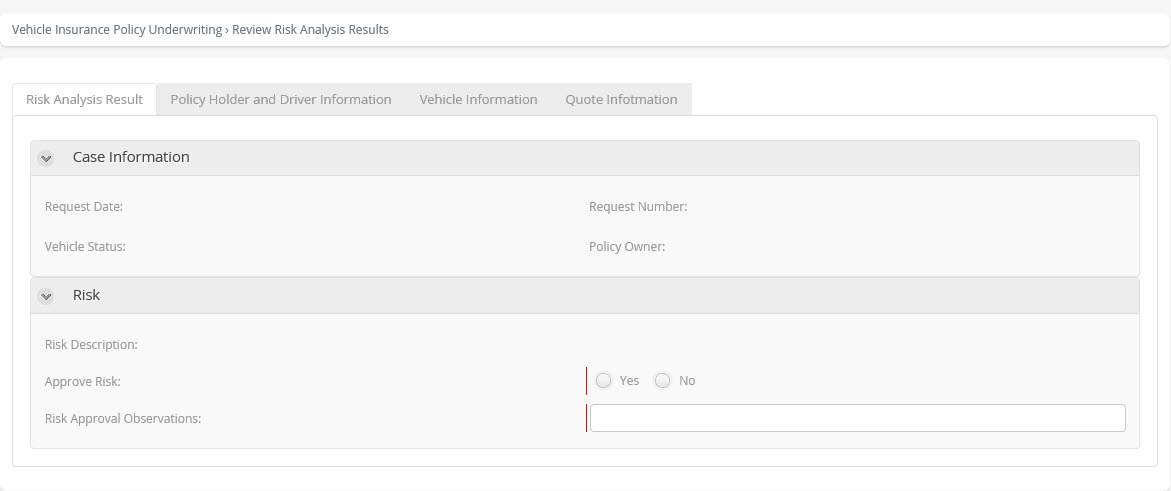 Vehicle Insurance Policy Underwriting › Review Risk Analysis Results
Risk Analysis Result Policy Holder and Driver Information Vehicle Information Quote Infotmation
Case Information
Request Date: Request Number:
Vehicle Status: Policy Owner:
Risk
Risk Description:
Approve Risk: Yes No
Risk Approval Observations: